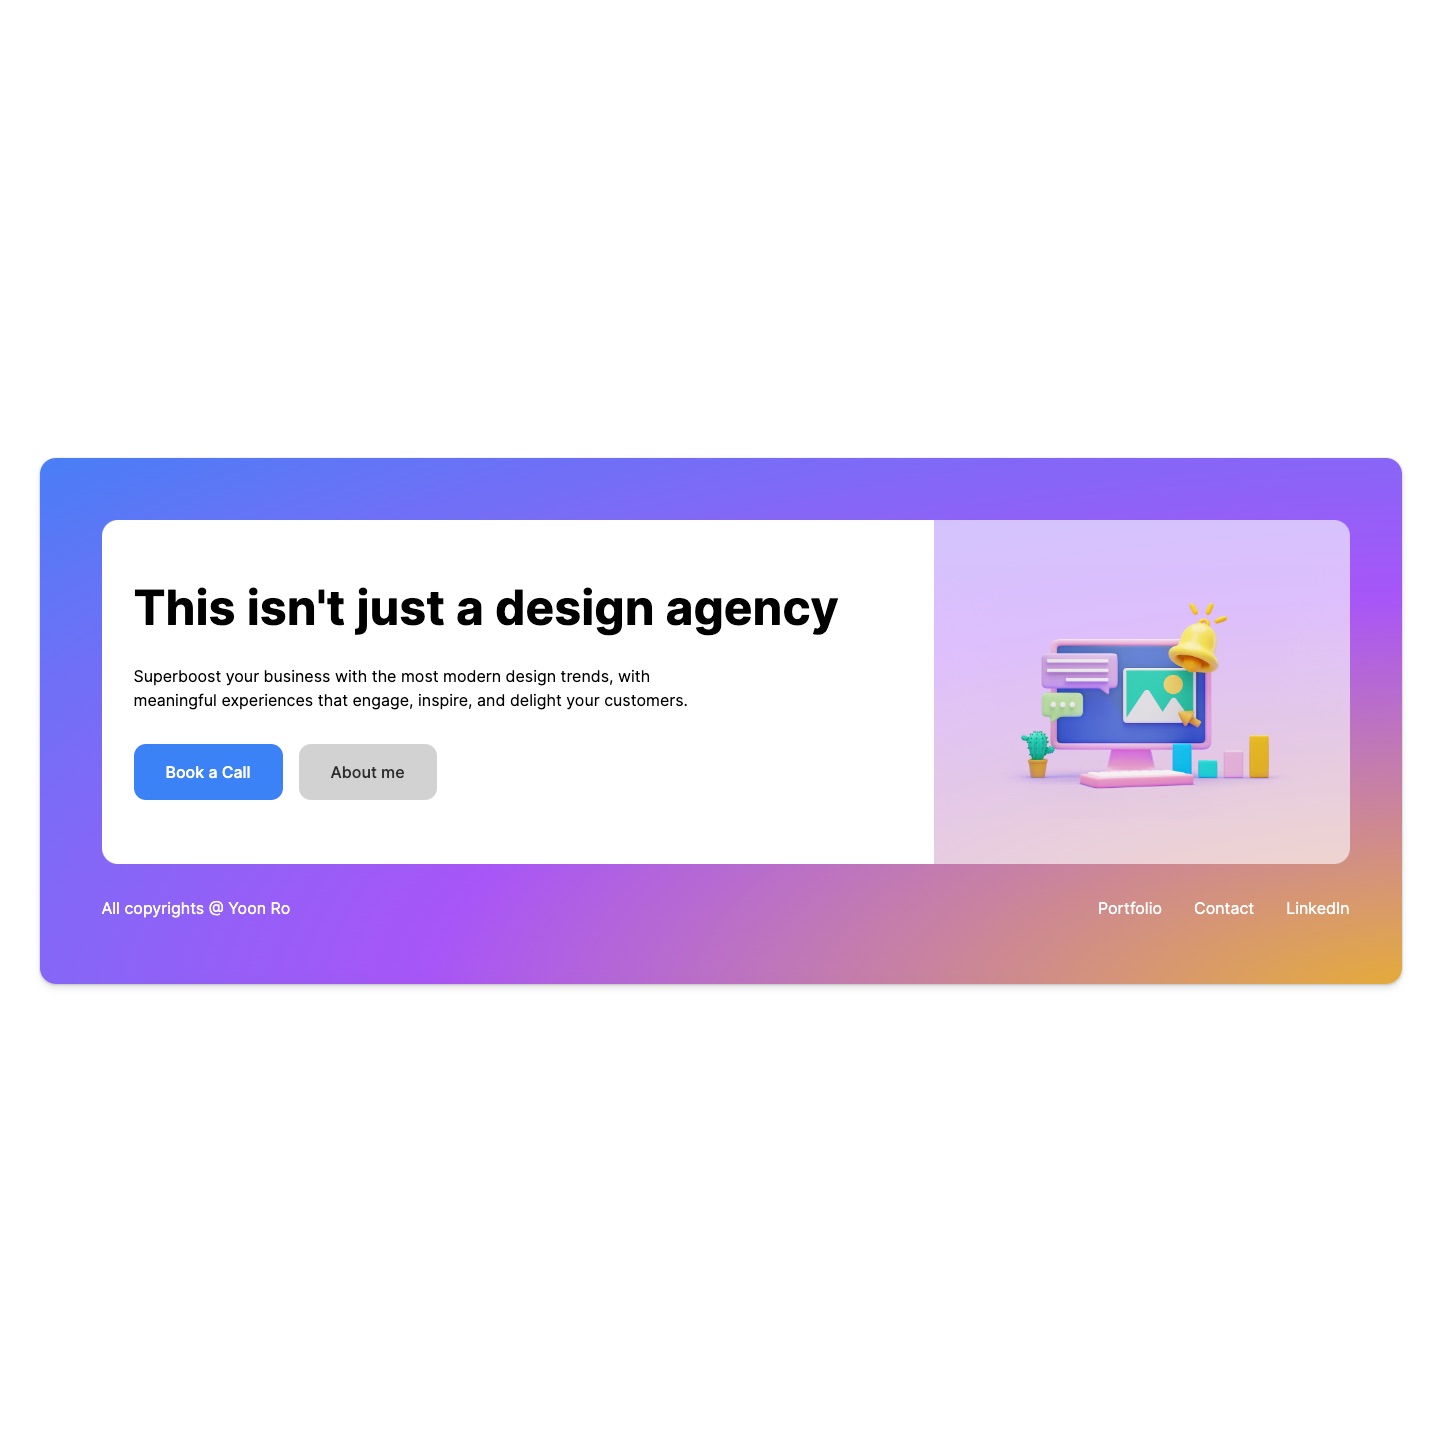 This isn't just a design agency
Superboost your business with the most modern design trends, with
meaningful experiences that engage, inspire, and delight your customers.
Book a Call
About me
All copyrights @ Yoon Ro
Portfolio
Contact
LinkedIn